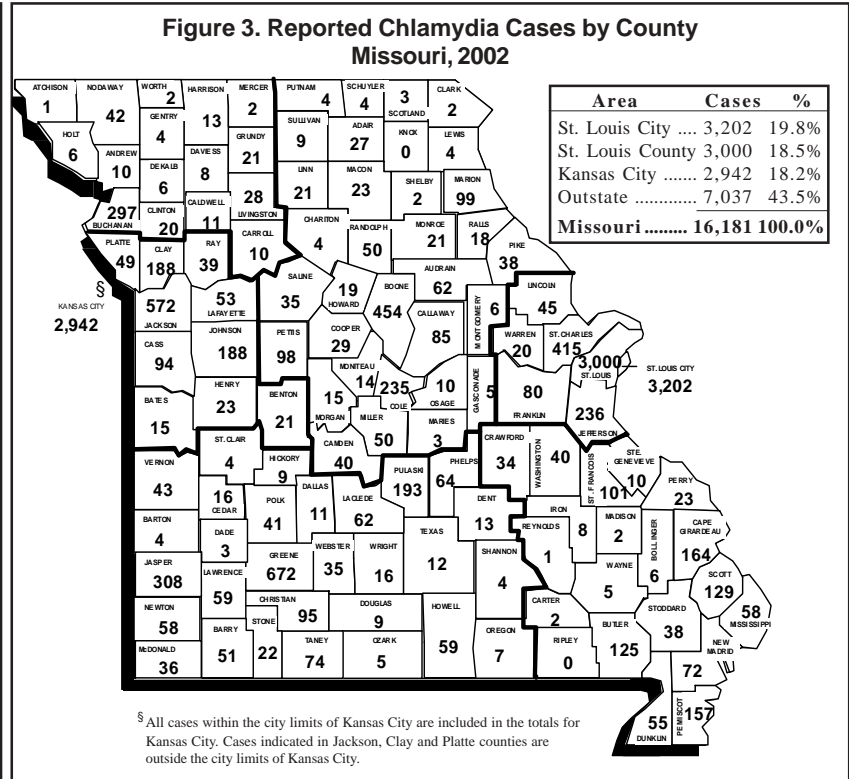 Figure 3. Reported Chlamydia Cases by County
Missouri, 2002
Area Cases %
St. Louis City .... 3,202 19.8%
St. Louis County 3,000 18.5%
Kansas City ....... 2,942 18.2%
Outstate ............. 7,037 43.5%
Missouri ......... 16,181 100.0%
ATCHISON
1
NODAWAY
42
WORTH
2
HARRISON
13
MERCER
2
PUTNAM
4
SCHUYLER
4
3
SCOTLAND
CLARK
2
HOLT
6
GENTRY
4
GRUNDY
21
SULLIVAN
9
ADAIR
27
KNOX
0
LEWIS
4
ANDREW
10
DEKALB
6
DAVIESS
8
LINN
21
MACON
23
SHELBY
2
MARION
99
297
BUCHANAN
CLINTON
20
CALDWELL
11
28
LIVINGSTON
CARROLL
10
CHARITON
4
RANDOLPH
50
MONROE
21
RALLS
18
PIKE
38
PLATTE
49
CLAY
188
RAY
39
SALINE
35
19
HOWARD
BOONE
454
AUDRAIN
62
LINCOLN
45
§
KANSAS CITY
2,942
572
JACKSON
53
LAFAYETTE
COOPER
29
CALLAWAY
85
MONTGOMERY
6
WARREN
20
ST. CHARLES
415
3,000
ST. LOUIS
ST. LOUIS CITY
3,202
CASS
94
JOHNSON
188
PETTIS
98
MONITEAU
14
235
COLE
10
OSAGE
GASCONADE
5
80
FRANKLIN
236
JEFFERSON
BATES
15
HENRY
23
BENTON
21
15
MORGAN
MILLER
50
MARIES
3
CAMDEN
40
CRAWFORD
34
WASHINGTON
40
ST. FRANCOIS
101
STE.
GENEVIEVE
10
PERRY
23
VERNON
43
ST. CLAIR
4
HICKORY
9
16
CEDAR
POLK
41
DALLAS
11
LACLEDE
62
PULASKI
193
PHELPS
64
DENT
13
IRON
8
REYNOLDS
1
MADISON
2
BOLLINGER
6
CAPE
GIRARDEAU
164
BARTON
4
DADE
3
GREENE
672
WEBSTER
35
WRIGHT
16
TEXAS
12
SHANNON
4
WAYNE
5
SCOTT
129
58
MISSISSIPPI
JASPER
308
LAWRENCE
59
CHRISTIAN
95
DOUGLAS
9
HOWELL
59
CARTER
2
BUTLER
125
STODDARD
38
NEW
MADRID
72
NEWTON
58
McDONALD
36
BARRY
51
STONE
22
TANEY
74
OZARK
5
OREGON
7
RIPLEY
0
55
DUNKLIN
PEMISCOT
157
§ All cases within the city limits of Kansas City are included in the totals for
Kansas City. Cases indicated in Jackson, Clay and Platte counties are
outside the city limits of Kansas City.